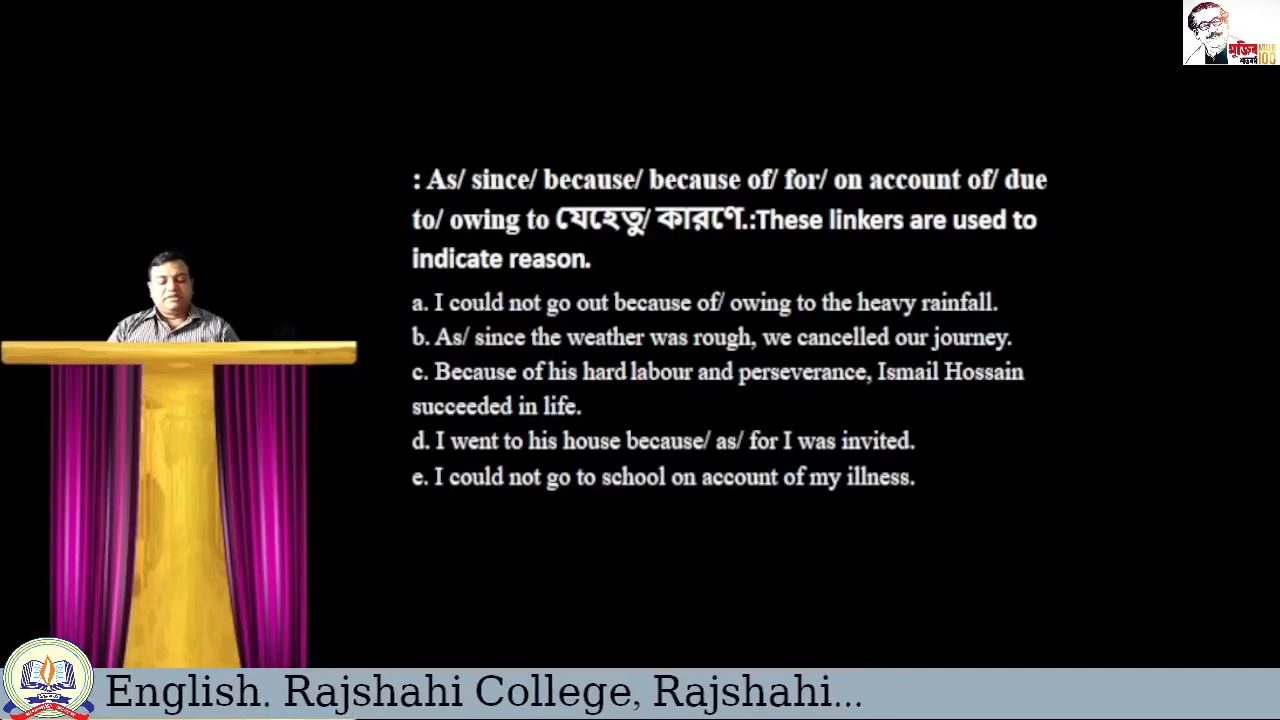 মুজিব
শতবর্ষ
100
: As/ since/ because/ because of/ for/ on account of/ due
to/ owing to যেহেতু/ কারণে.:These linkers are used to
indicate reason.
a. I could not go out because of/ owing to the heavy rainfall.
b. As/ since the weather was rough, we cancelled our journey.
c. Because of his hard labour and perseverance, Ismail Hossain
succeeded in life.
d. I went to his house because/ as/ for I was invited.
e. I could not go to school on account of my illness.
English. Rajshahi College, Rajshahi...